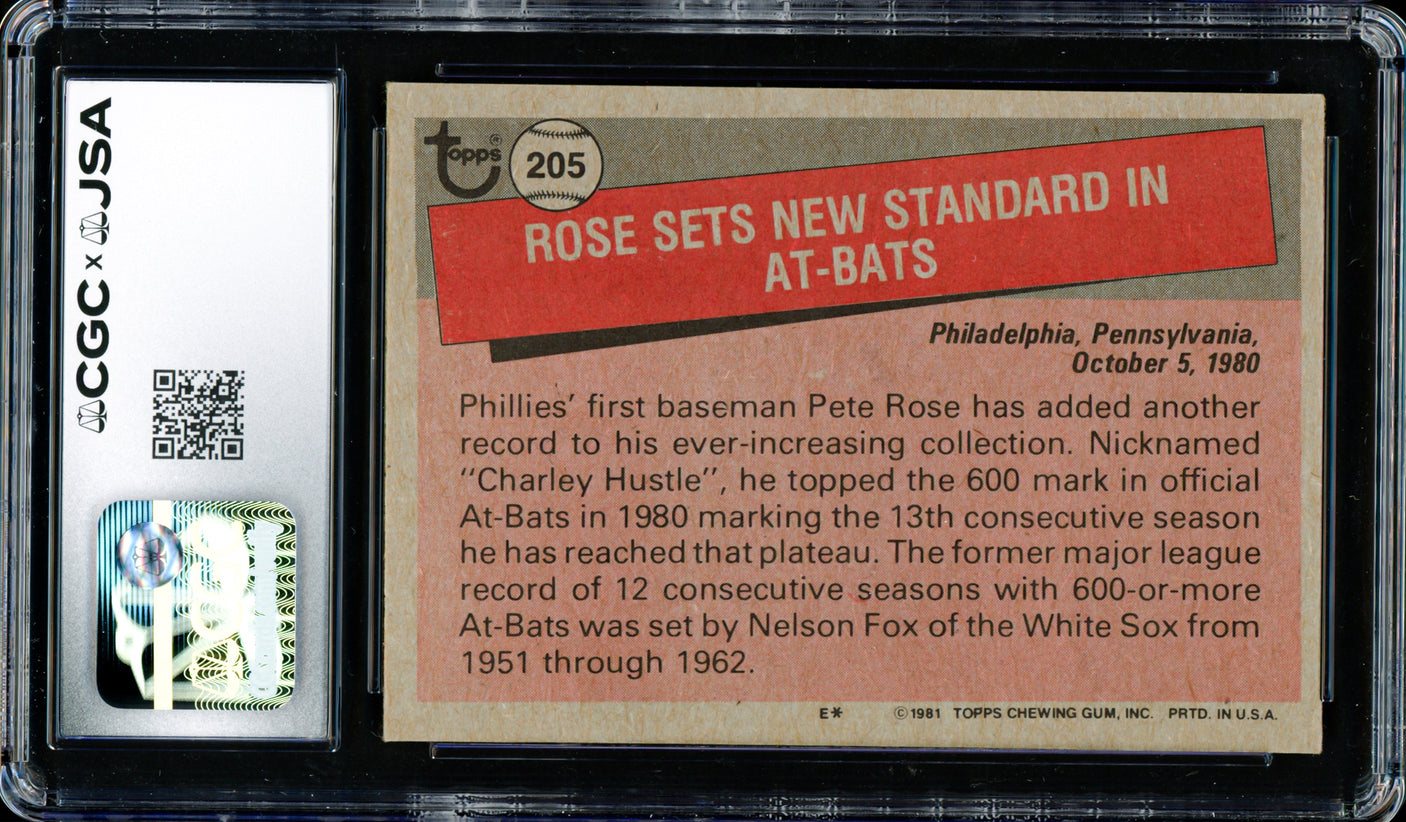 CGC x JSA
topps®
205
ROSE SETS NEW STANDARD IN
AT-BATS
Philadelphia, Pennsylvania,
October 5, 1980
Phillies' first baseman Pete Rose has added another
record to his ever-increasing collection. Nicknamed
"Charley Hustle", he topped the 600 mark in official
At-Bats in 1980 marking the 13th consecutive season
he has reached that plateau. The former major league
record of 12 consecutive seasons with 600-or-more
At-Bats was set by Nelson Fox of the White Sox from
1951 through 1962.
E* ©1981 TOPPS CHEWING GUM, INC. PRTD. IN U.S.A.